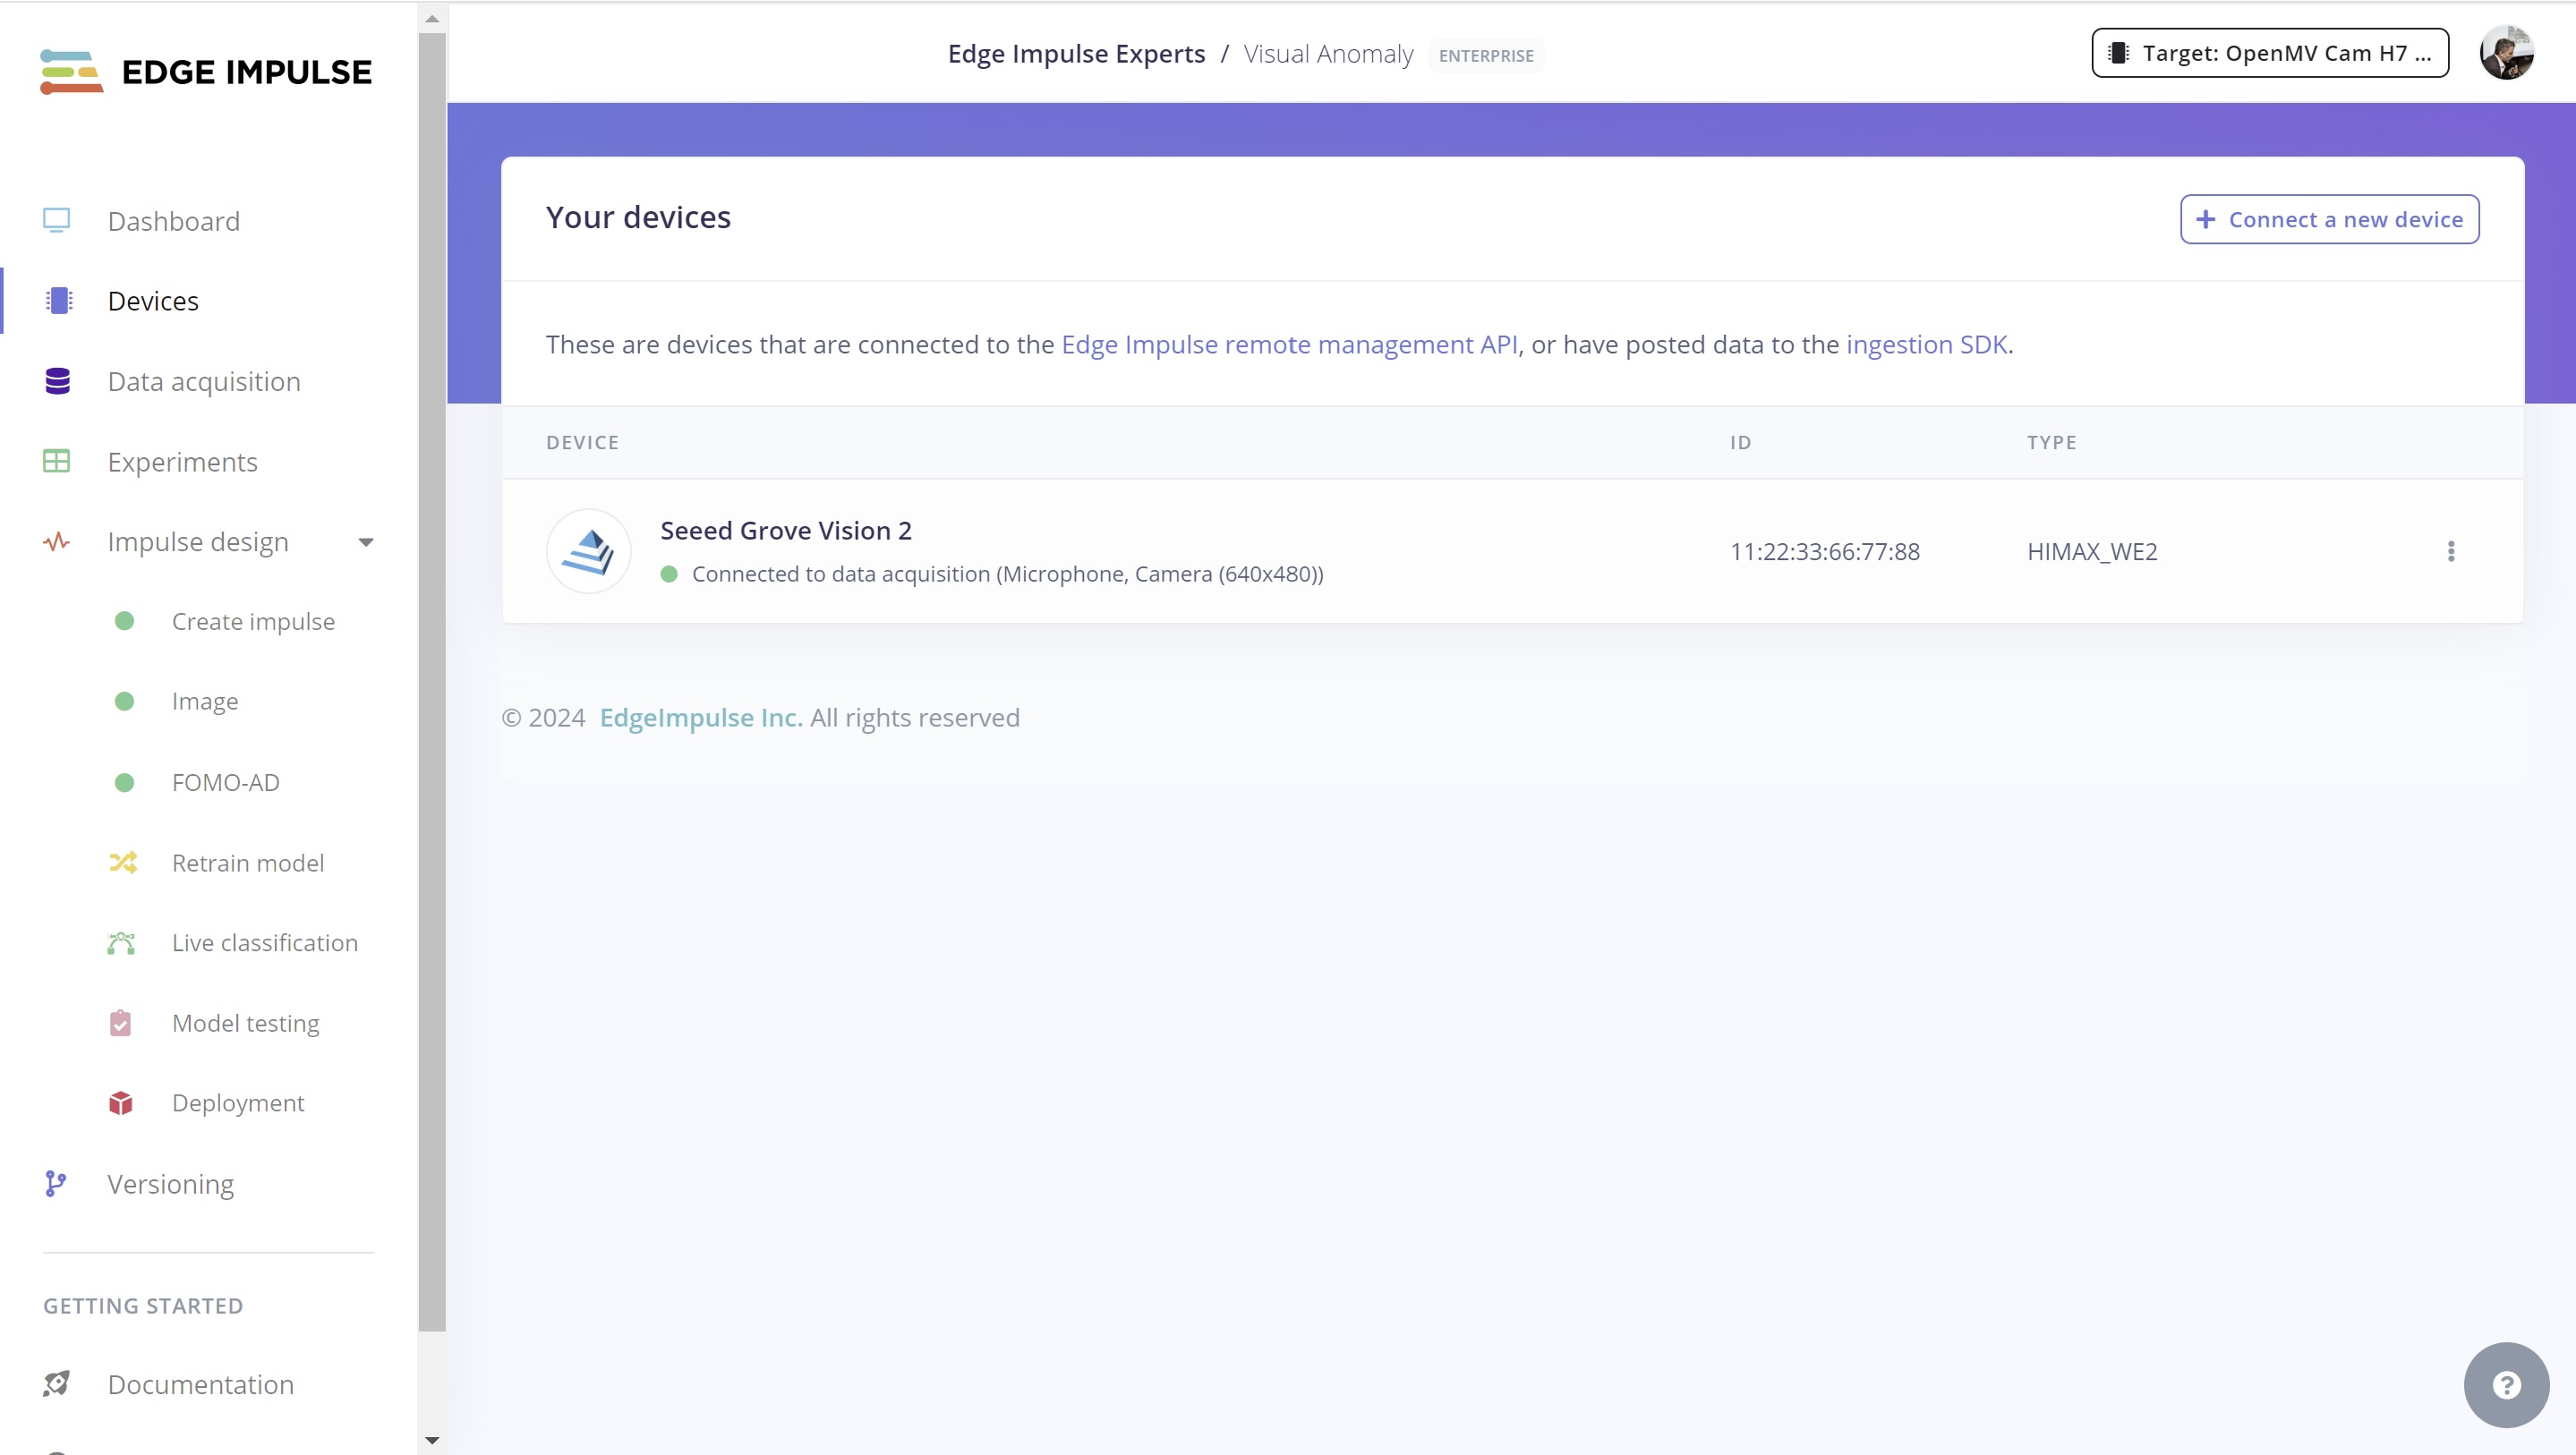 EDGE IMPULSE
Edge Impulse Experts / Visual Anomaly ENTERPRISE
Target: OpenMV Cam H7 ...
Dashboard
Devices
Data acquisition
Experiments
Impulse design
Create impulse
Image
FOMO-AD
Retrain model
Live classification
Model testing
Deployment
Versioning
GETTING STARTED
Documentation
Your devices
+ Connect a new device
These are devices that are connected to the Edge Impulse remote management API, or have posted data to the ingestion SDK.
DEVICE ID TYPE
Seeed Grove Vision 2
Connected to data acquisition (Microphone, Camera (640x480))
11:22:33:66:77:88 HIMAX_WE2
© 2024 EdgeImpulse Inc. All rights reserved
?